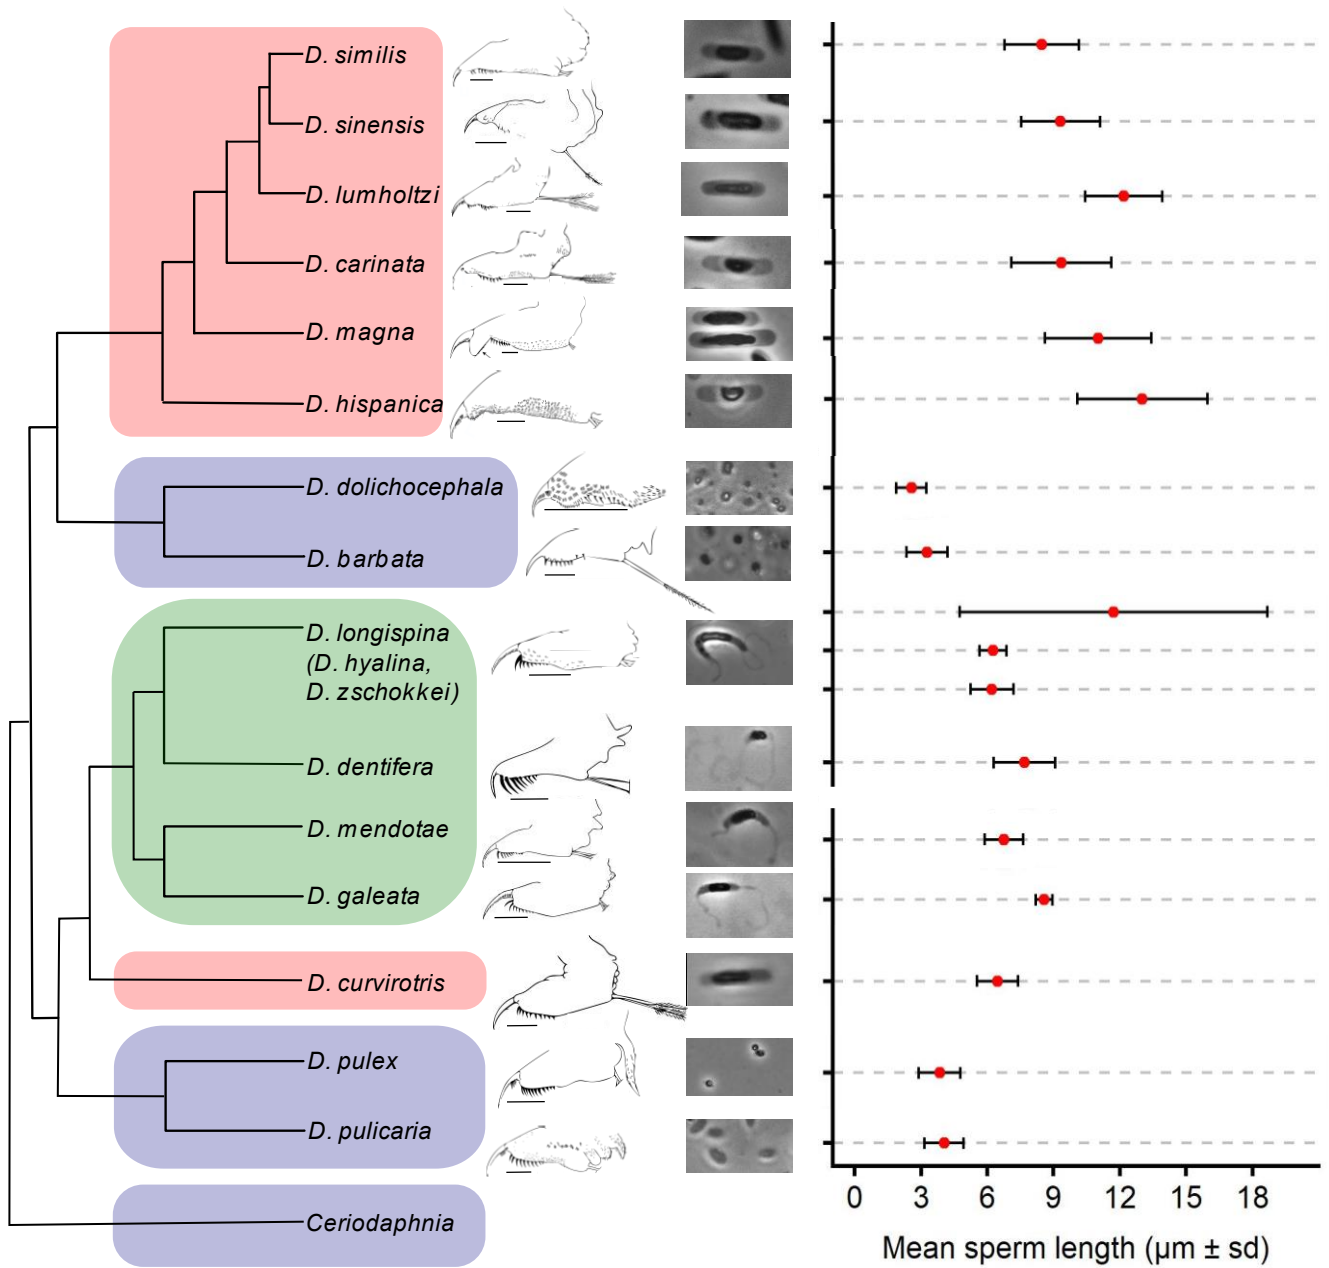 D. similis
D. sinensis
D. lumholtzi
D. carinata
D. magna
D. hispanica
D. dolichocephala
D. barbata
D. longispina
(D. hyalina,
D. zschokkei)
D. dentifera
D. mendotae
D. galeata
D. curvirotris
D. pulex
D. pulicaria
Ceriodaphnia
0 3 6 9 12 15 18
Mean sperm length (µm ± sd)